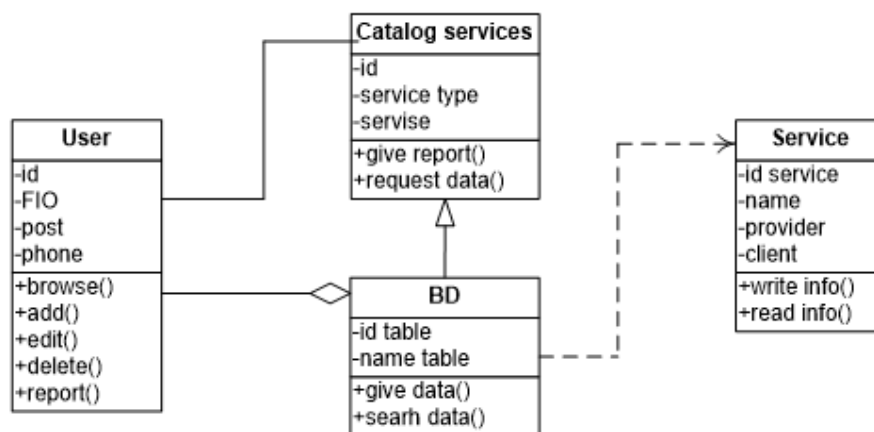 Catalog services
-id
-service type
-servise
+give report()
+request data()
User
-id
-FIO
-post
-phone
+browse()
+add()
+edit()
+delete()
+report()
BD
-id table
-name table
+give data()
+searh data()
Service
-id service
-name
-provider
-client
+write info()
+read info()